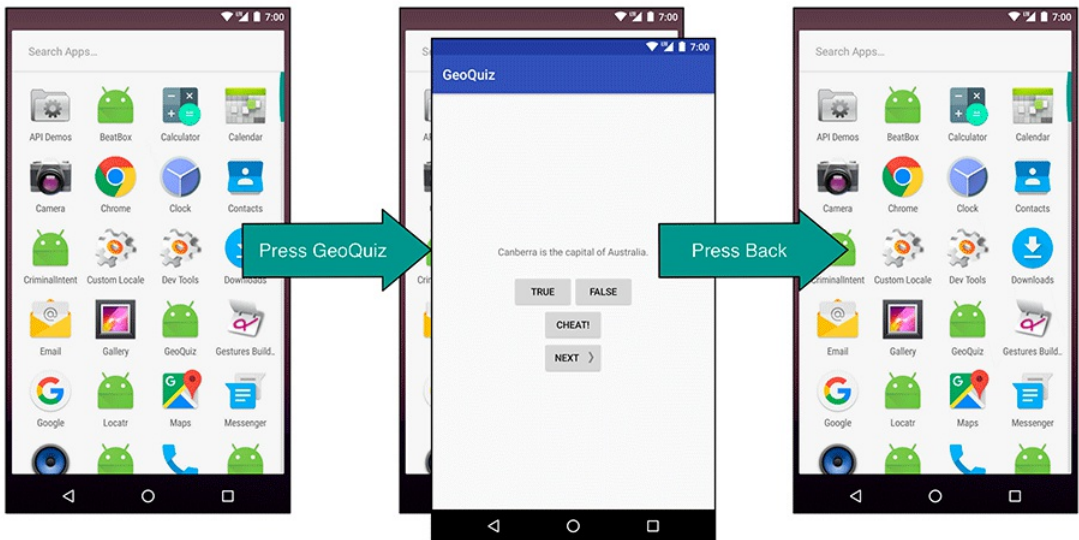 7:00
Search Apps...
API Demos BeatBox Calculator Calendar
Camera Chrome Clock Contacts
CriminalIntent Custom Locale Dev Tools Downloads
Email Gallery GeoQuiz Gestures Build..
Google Locatr Maps Messenger
Press GeoQuiz
7:00
7:00
GeoQuiz
Canberra is the capital of Australia.
TRUE FALSE
CHEAT!
NEXT
Press Back
7:00
Search Apps...
API Demos BeatBox Calculator Calendar
Camera Chrome Clock Contacts
CriminalIntent Custom Locale Dev Tools Downloads
Email Gallery GeoQuiz Gestures Build..
Google Locatr Maps Messenger